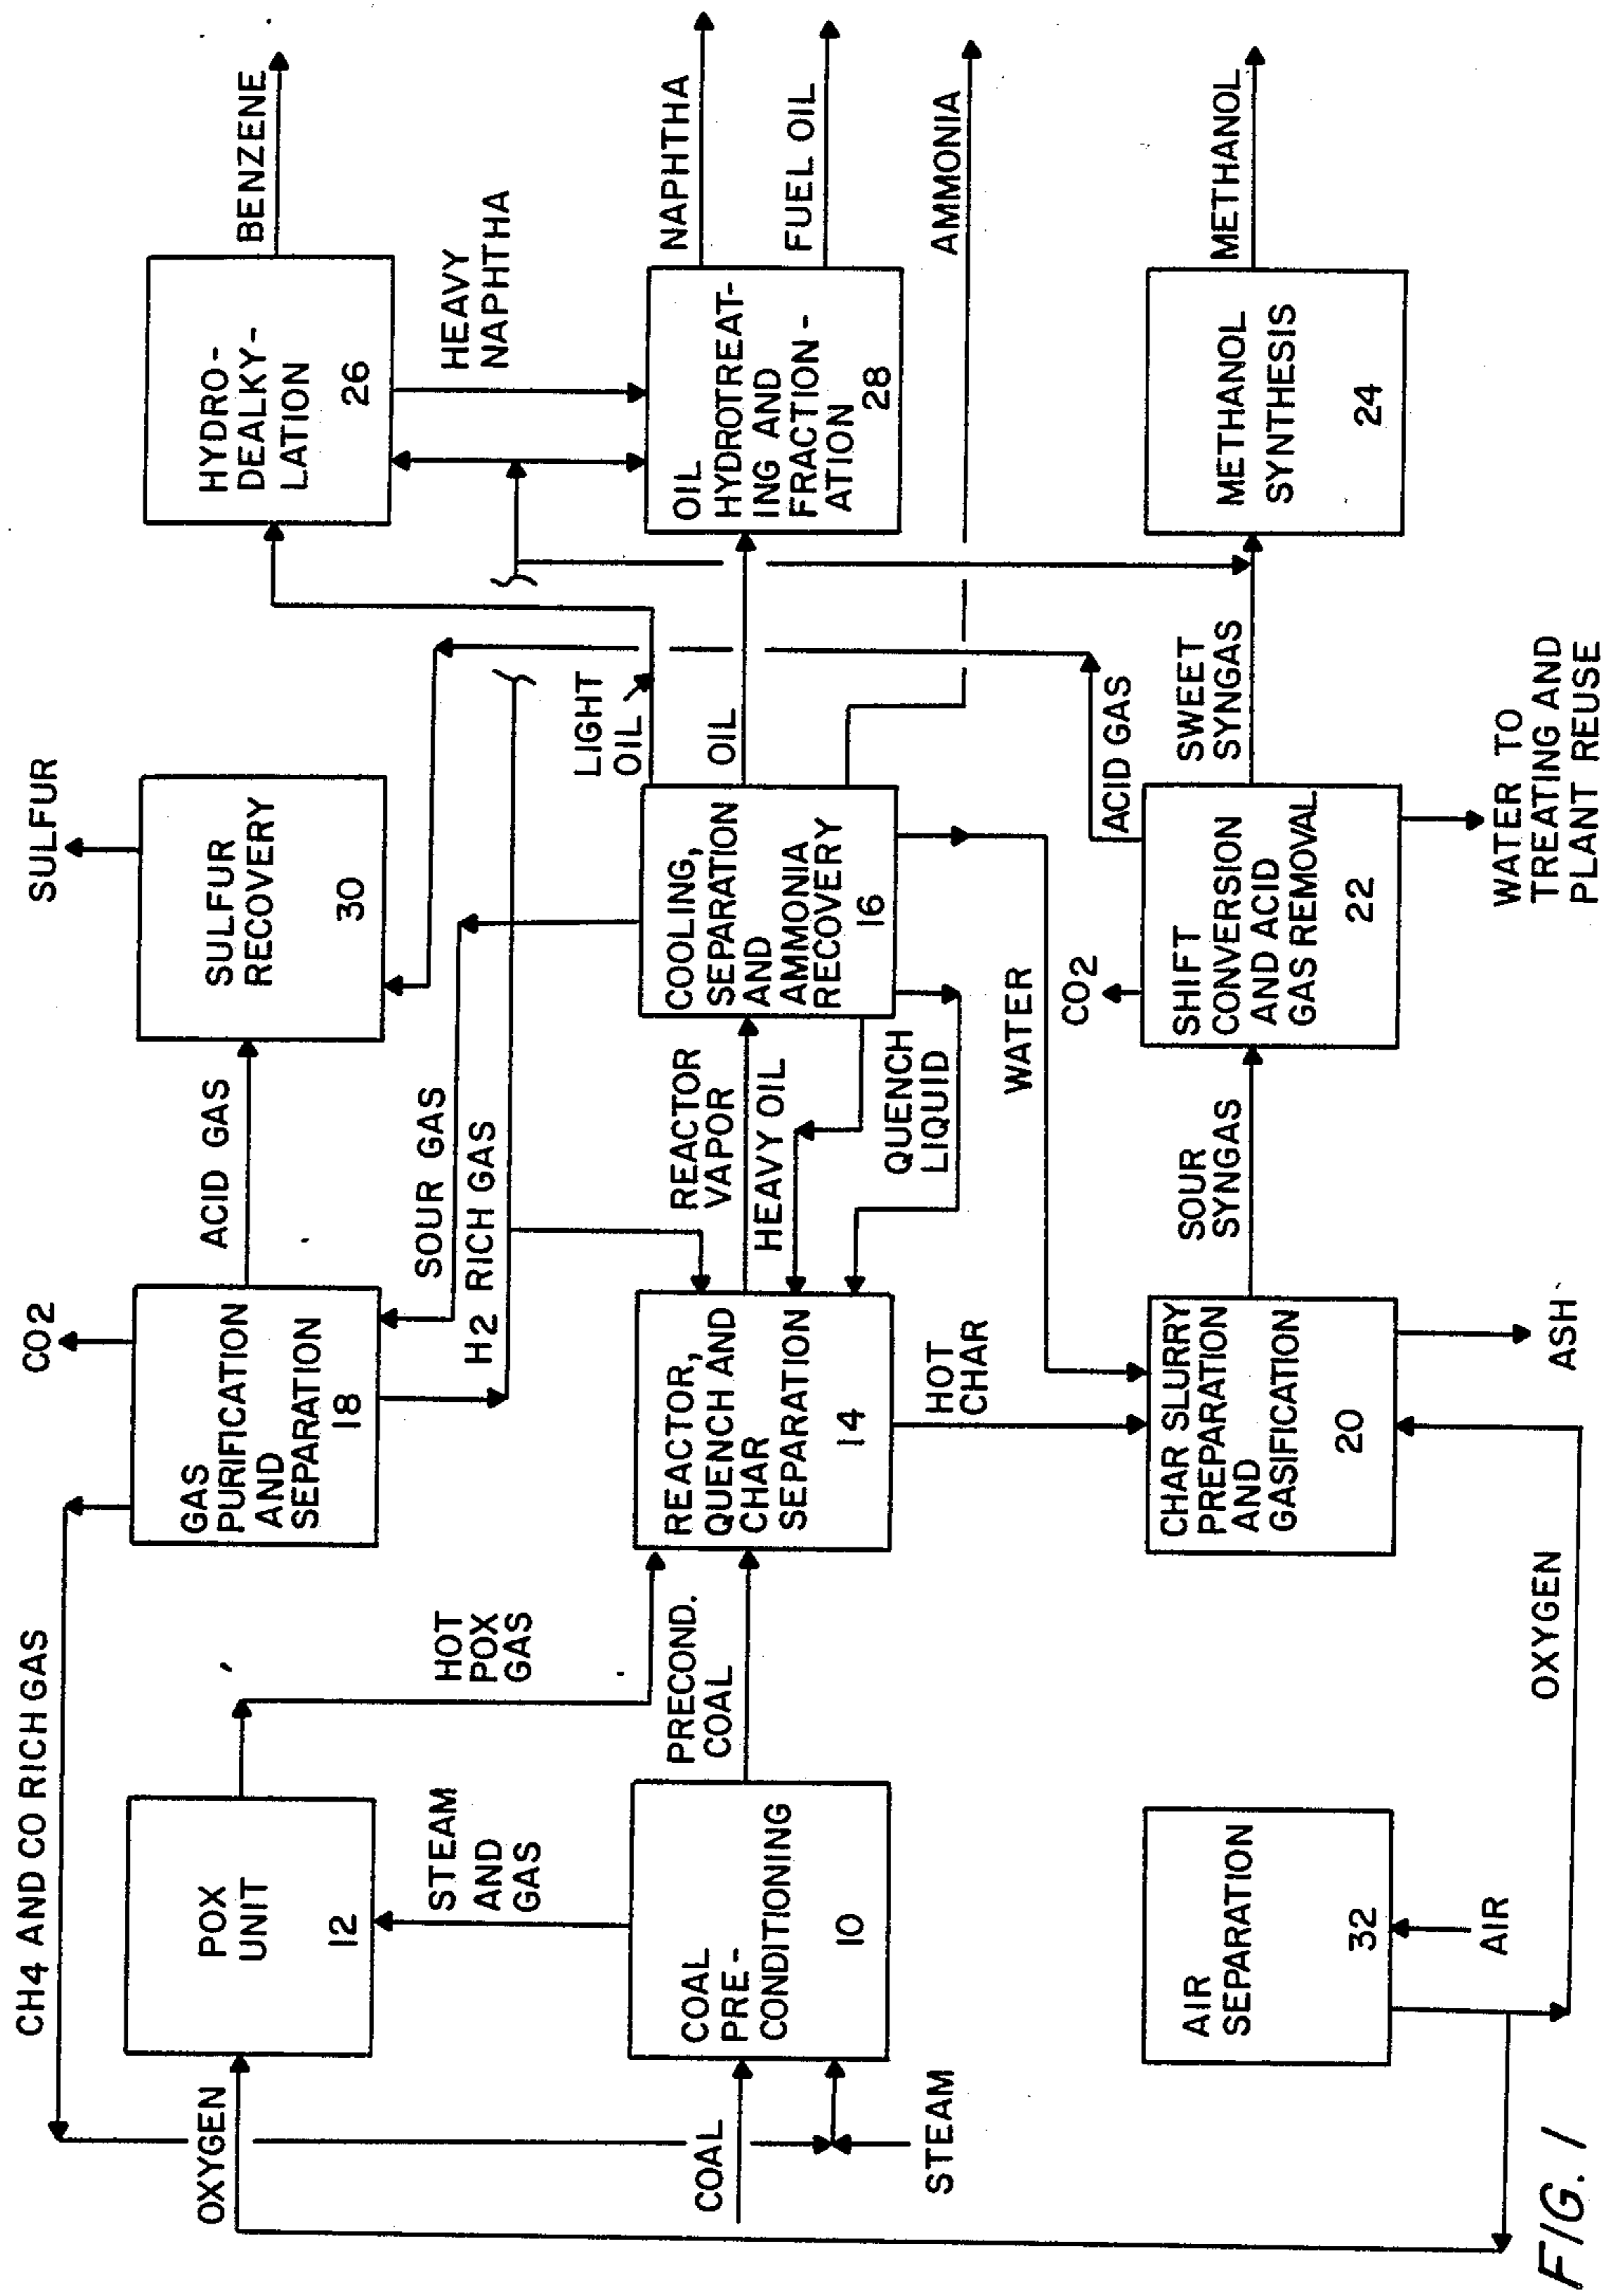 CH4 AND CO RICH GAS
CO2
SULFUR
OXYGEN
POX
UNIT
12
GAS
PURIFICATION
AND
SEPARATION
18
ACID GAS
SULFUR
RECOVERY
30
HYDRO-
DEALKY-
LATION
26
BENZENE
STEAM
AND
GAS
HOT
POX
GAS
SOUR GAS
H2 RICH GAS
LIGHT
OIL
HEAVY
NAPHTHA
COAL
COAL
PRE-
CONDITIONING
10
PRECOND.
COAL
REACTOR,
QUENCH AND
CHAR
SEPARATION
14
REACTOR
VAPOR
HEAVY OIL
QUENCH
LIQUID
COOLING,
SEPARATION
AND
AMMONIA
RECOVERY
16
OIL
OIL
HYDROTREAT-
ING AND
FRACTION-
ATION
28
NAPHTHA
FUEL OIL
AMMONIA
STEAM
HOT
CHAR
WATER
CO2
ACID GAS
AIR
SEPARATION
32
AIR
CHAR SLURRY
PREPARATION
AND
GASIFICATION
20
SOUR
SYNGAS
SHIFT
CONVERSION
AND ACID
GAS REMOVAL
22
SWEET
SYNGAS
METHANOL
SYNTHESIS
24
METHANOL
OXYGEN
ASH
WATER TO
TREATING AND
PLANT REUSE
FIG. 1